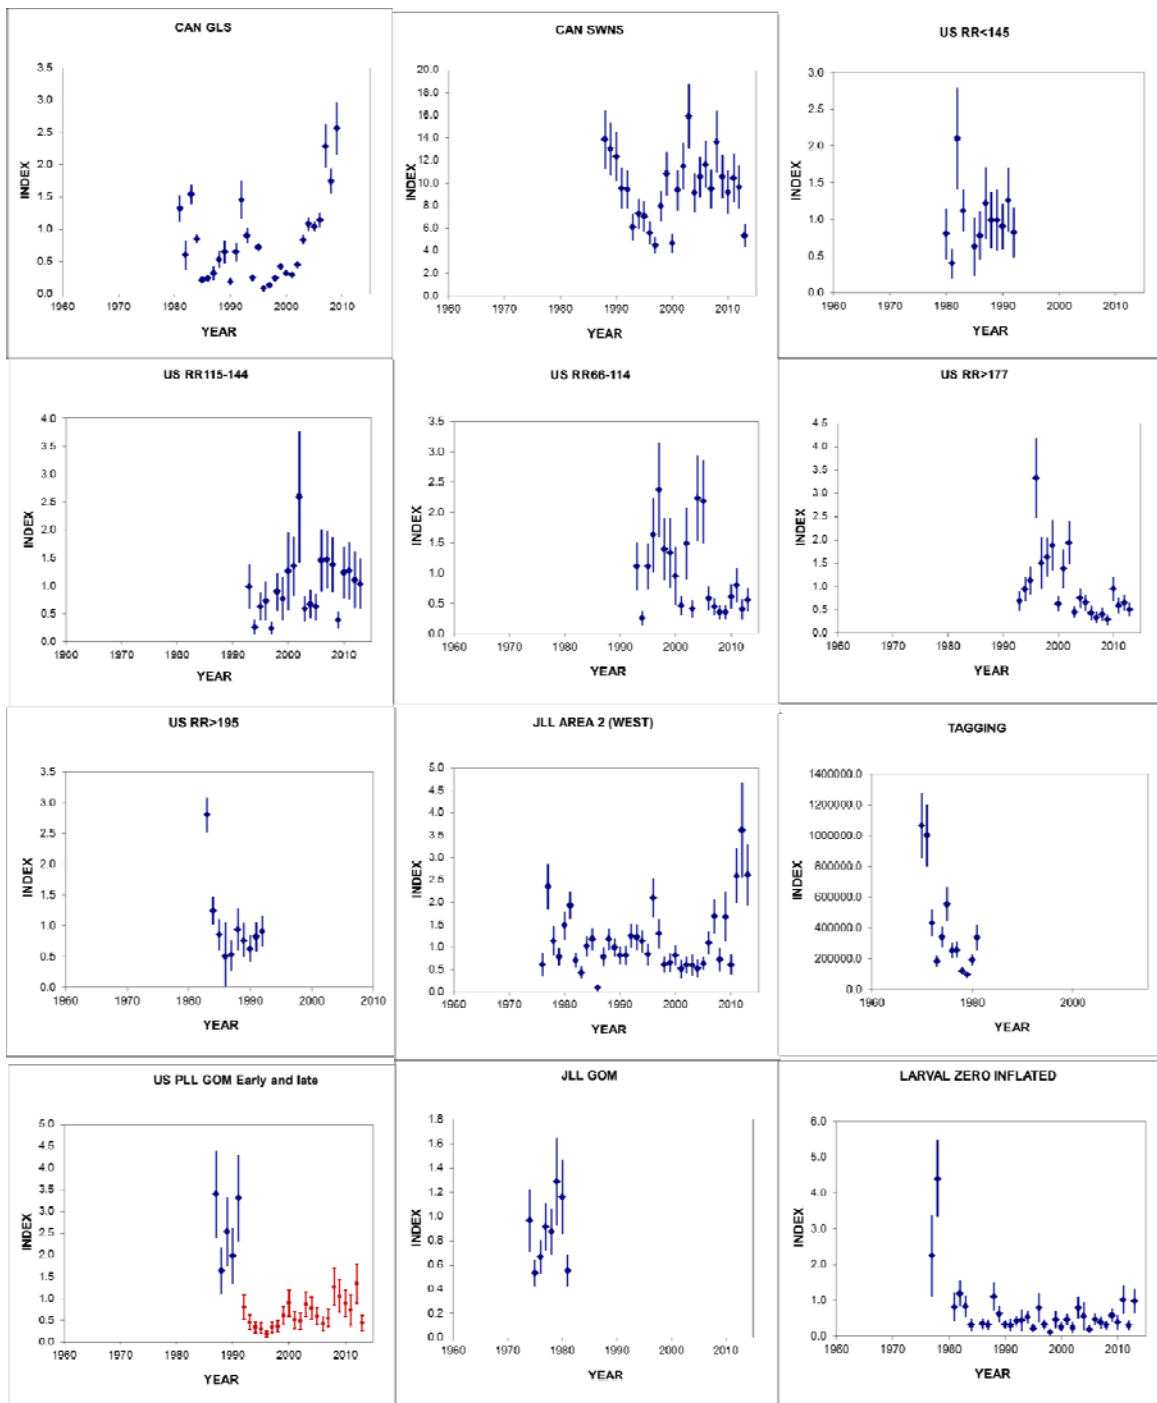 CAN GLS
3.5
3.0
2.5
2.0
1.5
1.0
0.5
0.0
INDEX
1960 1970 1980 1990 2000 2010
YEAR
CAN SWNS
20.0
18.0
16.0
14.0
12.0
10.0
8.0
6.0
4.0
2.0
0.0
INDEX
1960 1970 1980 1990 2000 2010
YEAR
US RR<145
3.0
2.5
2.0
1.5
1.0
0.5
0.0
INDEX
1960 1970 1980 1990 2000 2010
YEAR
US RR115-144
4.0
3.5
3.0
2.5
2.0
1.5
1.0
0.5
0.0
INDEX
1960 1970 1980 1990 2000 2010
YEAR
US RR66-114
3.5
3.0
2.5
2.0
1.5
1.0
0.5
0.0
INDEX
1960 1970 1980 1990 2000 2010
YEAR
US RR>177
4.5
4.0
3.5
3.0
2.5
2.0
1.5
1.0
0.5
0.0
INDEX
1960 1970 1980 1990 2000 2010
YEAR
US RR>195
3.5
3.0
2.5
2.0
1.5
1.0
0.5
0.0
INDEX
1960 1970 1980 1990 2000 2010
YEAR
JLL AREA 2 (WEST)
5.0
4.5
4.0
3.5
3.0
2.5
2.0
1.5
1.0
0.5
0.0
INDEX
1960 1970 1980 1990 2000 2010
YEAR
TAGGING
1400000.0
1200000.0
1000000.0
800000.0
600000.0
400000.0
200000.0
0.0
INDEX
1960 1980 2000
YEAR
US PLL GOM Early and late
5.0
4.5
4.0
3.5
3.0
2.5
2.0
1.5
1.0
0.5
0.0
INDEX
1960 1970 1980 1990 2000 2010
YEAR
JLL GOM
1.8
1.6
1.4
1.2
1.0
0.8
0.6
0.4
0.2
0.0
INDEX
1960 1970 1980 1990 2000 2010
YEAR
LARVAL ZERO INFLATED
6.0
5.0
4.0
3.0
2.0
1.0
0.0
INDEX
1960 1970 1980 1990 2000 2010
YEAR